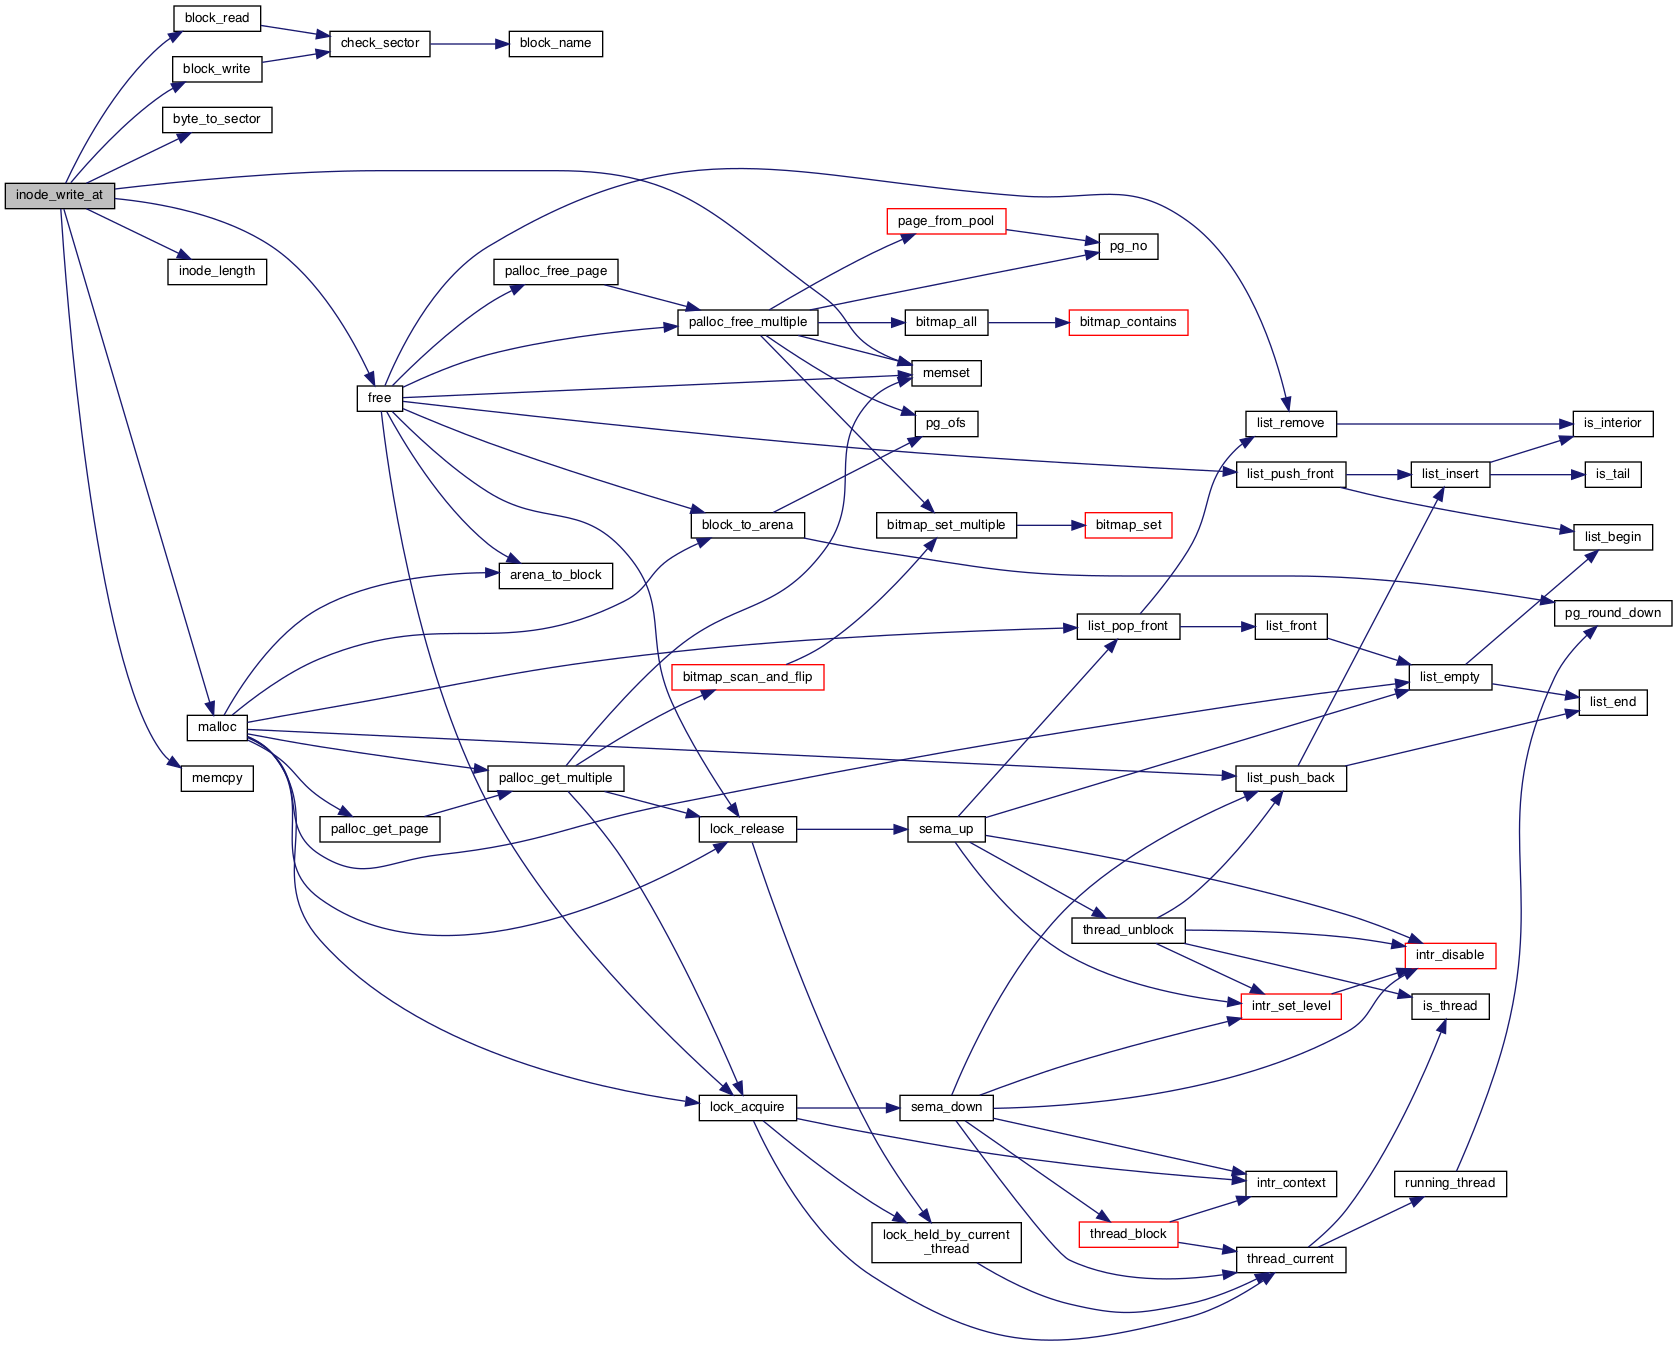 block_read
check_sector
block_name
block_write
byte_to_sector
inode_write_at
page_from_pool
pg_no
inode_length
palloc_free_page
palloc_free_multiple
bitmap_all
bitmap_contains
memset
free
pg_ofs
list_remove
is_interior
list_push_front
list_insert
is_tail
block_to_arena
bitmap_set_multiple
bitmap_set
list_begin
arena_to_block
pg_round_down
list_pop_front
list_front
bitmap_scan_and_flip
list_empty
list_end
malloc
memcpy
palloc_get_multiple
list_push_back
palloc_get_page
lock_release
sema_up
thread_unblock
intr_disable
intr_set_level
is_thread
lock_acquire
sema_down
intr_context
running_thread
thread_block
lock_held_by_current
_thread
thread_current